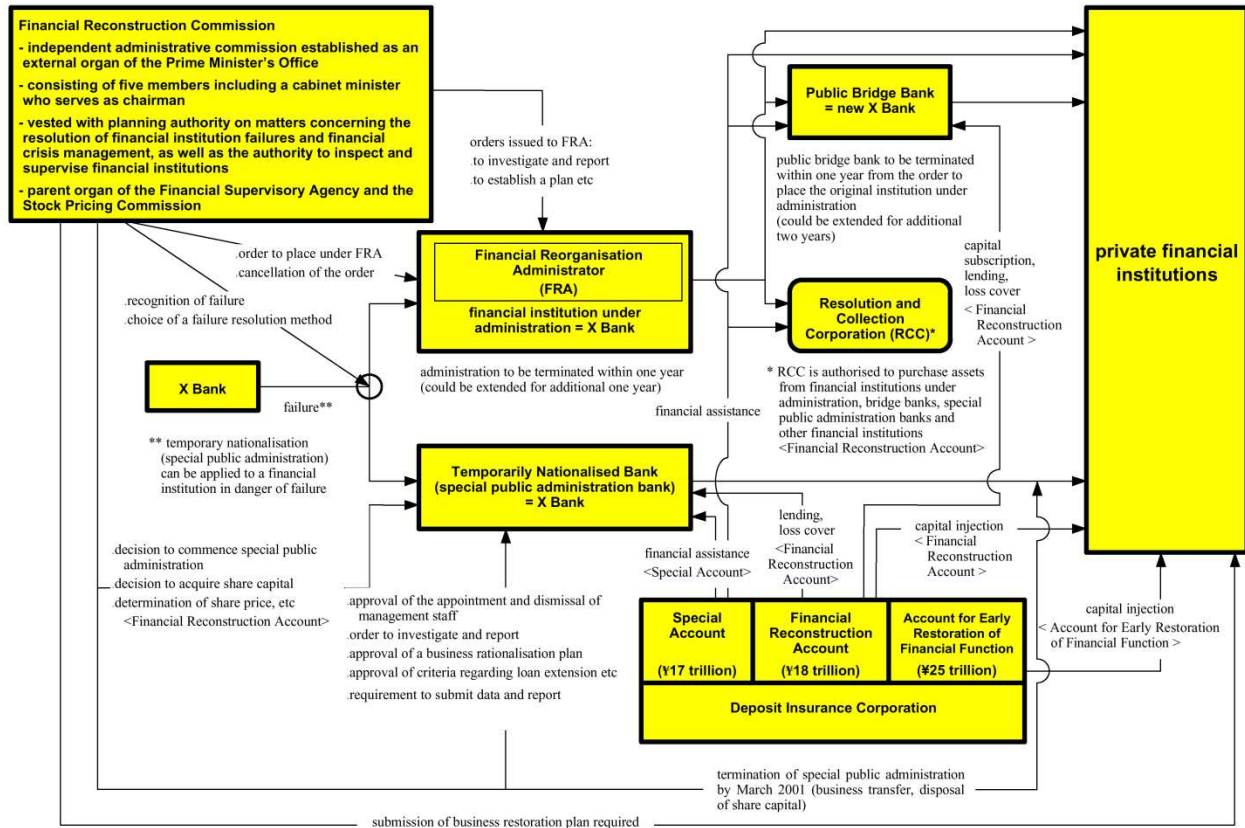 Financial Reconstruction Commission
- independent administrative commission established as an
external organ of the Prime Minister's Office
- consisting of five members including a cabinet minister
who serves as chairman
- vested with planning authority on matters concerning the
resolution of financial institution failures and financial
crisis management, as well as the authority to inspect and
supervise financial institutions
- parent organ of the Financial Supervisory Agency and the
Stock Pricing Commission
.orders issued to FRA:
.to investigate and report
.to establish a plan etc
Public Bridge Bank
= new X Bank
public bridge bank to be terminated
within one year from the order to
place the original institution under
administration
(could be extended for additional
two years)
private financial
institutions
.order to place under FRA
.cancellation of the order
Financial Reorganisation
Administrator
(FRA)
financial institution under
administration = X Bank
administration to be terminated within one year
(could be extended for additional one year)
capital
subscription,
lending,
loss cover
< Financial
Reconstruction
Account >
.recognition of failure
.choice of a failure resolution method
Resolution and
Collection
Corporation (RCC)*
* RCC is authorised to purchase assets
from financial institutions under
administration, bridge banks, special
public administration banks and
other financial institutions
<Financial Reconstruction Account>
X Bank
failure**
financial assistance
** temporary nationalisation
(special public administration)
can be applied to a financial
institution in danger of failure
Temporarily Nationalised Bank
(special public administration bank)
= X Bank
.decision to commence special public
administration
.decision to acquire share capital
.determination of share price, etc
<Financial Reconstruction Account>
.approval of the appointment and dismissal of
management staff
.order to investigate and report
.approval of a business rationalisation plan
.approval of criteria regarding loan extension etc
.requirement to submit data and report
financial assistance
<Special Account>
lending,
loss cover
<Financial
Reconstruction
Account>
capital injection
< Financial
Reconstruction
Account >
Special
Account
(¥17 trillion)
Financial
Reconstruction
Account
(¥18 trillion)
Account for Early
Restoration of
Financial Function
(¥25 trillion)
Deposit Insurance Corporation
capital injection
< Account for Early Restoration
of Financial Function >
termination of special public administration
by March 2001 (business transfer, disposal
of share capital)
submission of business restoration plan required